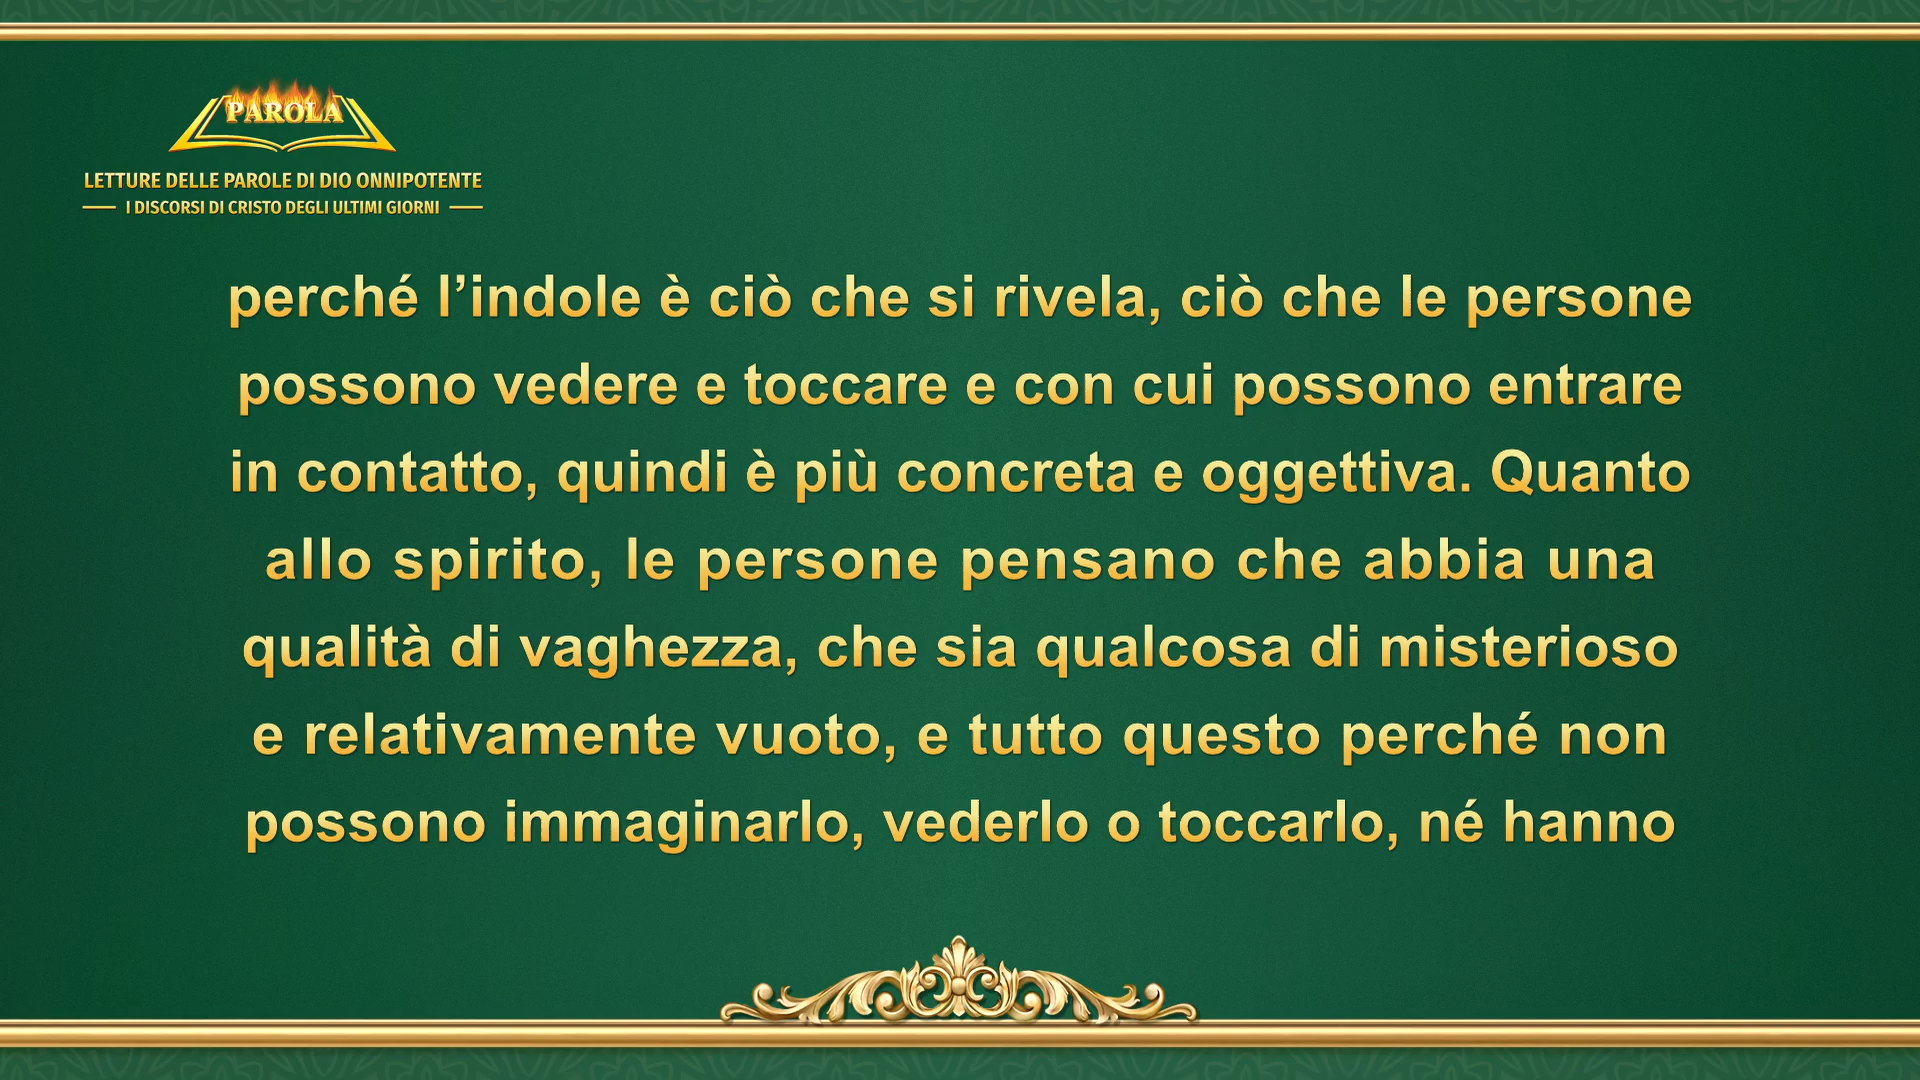 PAROLA
LETTURE DELLE PAROLE DI DIO ONNIPOTENTE
I DISCORSI DI CRISTO DEGLI ULTIMI GIORNI
perché l’indole è ciò che si rivela, ciò che le persone
possono vedere e toccare e con cui possono entrare
in contatto, quindi è più concreta e oggettiva. Quanto
allo spirito, le persone pensano che abbia una
qualità di vaghezza, che sia qualcosa di misterioso
e relativamente vuoto, e tutto questo perché non
possono immaginarlo, vederlo o toccarlo, né hanno